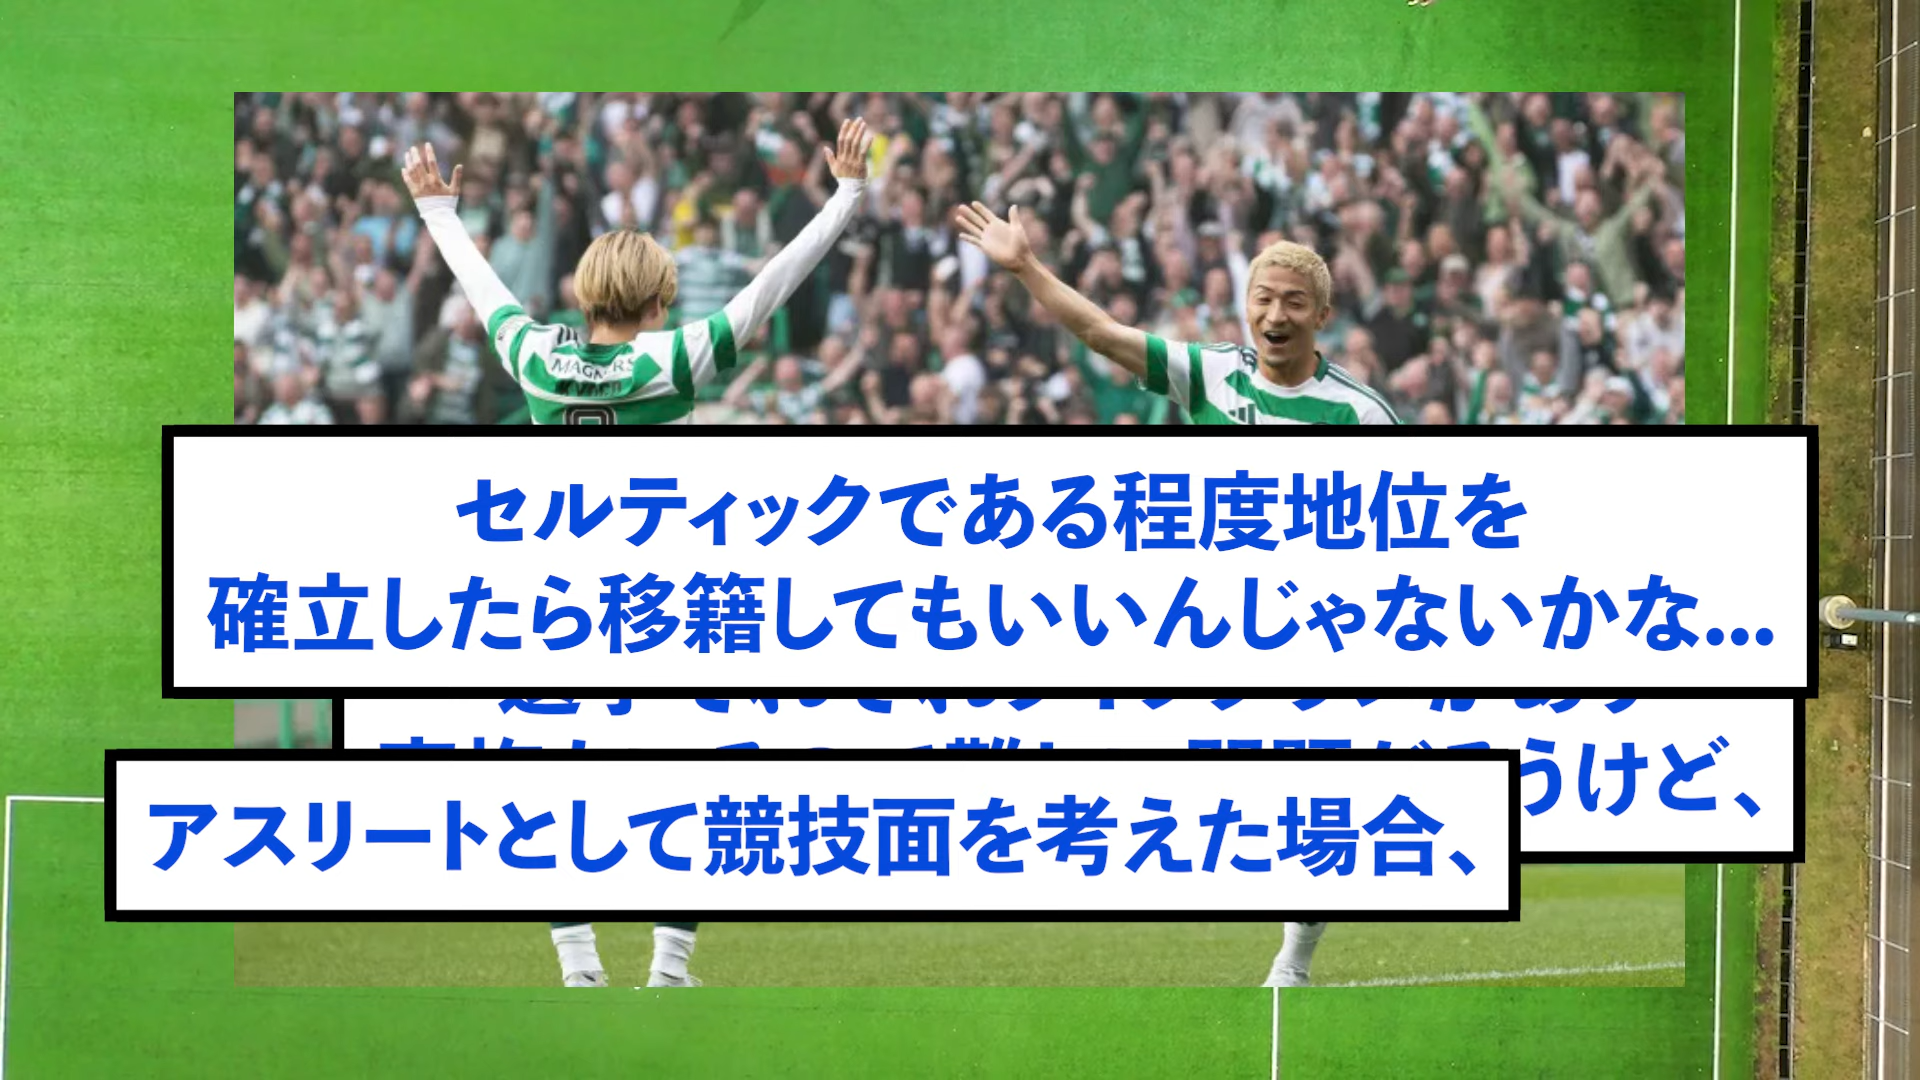 MAGNERS
セルティックである程度地位を
確立したら移籍してもいいんじゃないかな...
うけど、
アスリートとして競技面を考えた場合、